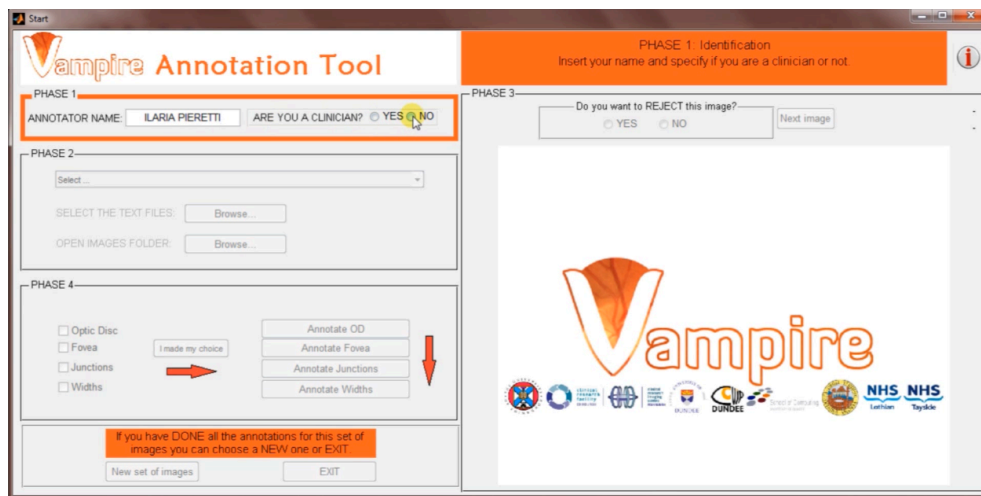 Start
Vampire Annotation Tool
PHASE 1: Identification
Insert your name and specify if you are a clinician or not.
PHASE 1
ANNOTATOR NAME: ILARIA PIERETTI ARE YOU A CLINICIAN? YES NO
PHASE 2
Select ...
SELECT THE TEXT FILES: Browse...
OPEN IMAGES FOLDER: Browse...
PHASE 4
Optic Disc
Fovea
Junctions
Widths
I made my choice
Annotate OD
Annotate Fovea
Annotate Junctions
Annotate Widths
If you have DONE all the annotations for this set of
images you can choose a NEW one or EXIT.
New set of images EXIT
PHASE 3
Do you want to REJECT this image?
YES NO
Next image
Vampire
DUNDEE
DUNDEE
NHS NHS
Lothian Tayside